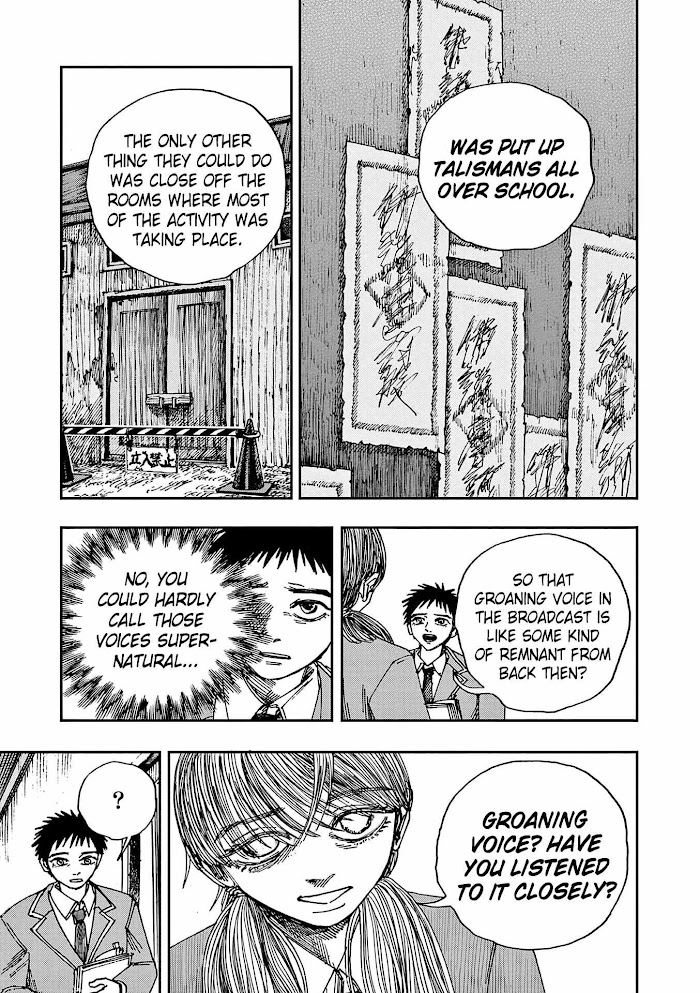 WAS PUT UP
TALISMANS ALL
OVER SCHOOL.
THE ONLY OTHER
THING THEY COULD DO
WAS CLOSE OFF THE
ROOMS WHERE MOST
OF THE ACTIVITY WAS
TAKING PLACE.
立入禁止
SO THAT
GROANING VOICE IN
THE BROADCAST IS
LIKE SOME KIND
OF REMNANT FROM
BACK THEN?
NO, YOU
COULD HARDLY
CALL THOSE
VOICES SUPER-
NATURAL...
GROANING
VOICE? HAVE
YOU LISTENED
TO IT CLOSELY?
?